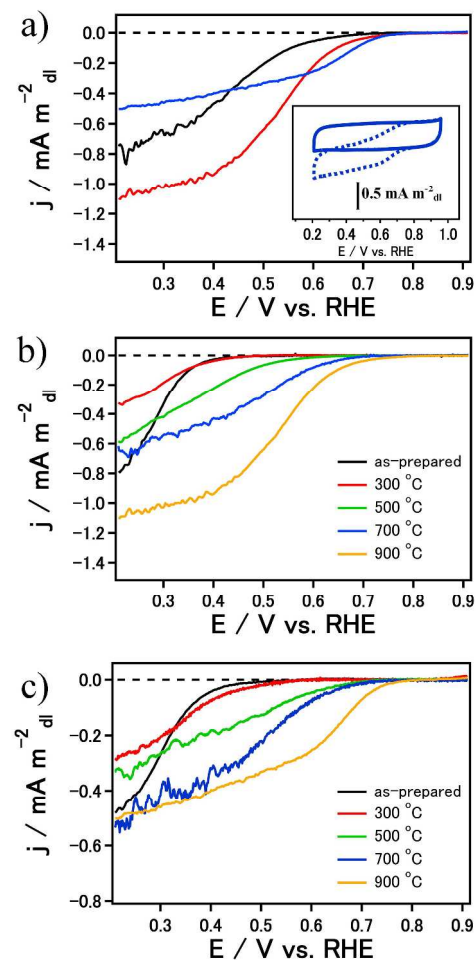 a)
0.0
-0.2
-0.4
-0.6
-0.8
-1.0
-1.2
-1.4
j / mA m⁻²dl
0.5 mA m⁻²dl
0.2 0.4 0.6 0.8 1.0
E / V vs. RHE
0.3 0.4 0.5 0.6 0.7 0.8 0.9
E / V vs. RHE
b)
0.0
-0.2
-0.4
-0.6
-0.8
-1.0
-1.2
-1.4
j / mA m⁻²dl
as-prepared
300 °C
500 °C
700 °C
900 °C
0.3 0.4 0.5 0.6 0.7 0.8 0.9
E / V vs. RHE
c)
0.0
-0.2
-0.4
-0.6
-0.8
j / mA m⁻²dl
as-prepared
300 °C
500 °C
700 °C
900 °C
0.3 0.4 0.5 0.6 0.7 0.8 0.9
E / V vs. RHE